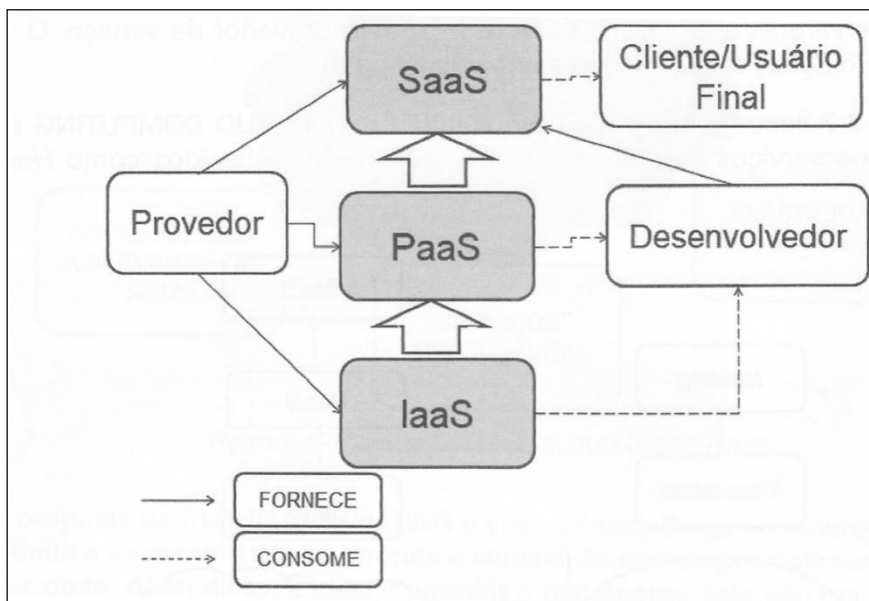 SaaS
Cliente/Usuário
Final
Provedor
PaaS
Desenvolvedor
IaaS
FORNECE
CONSOME